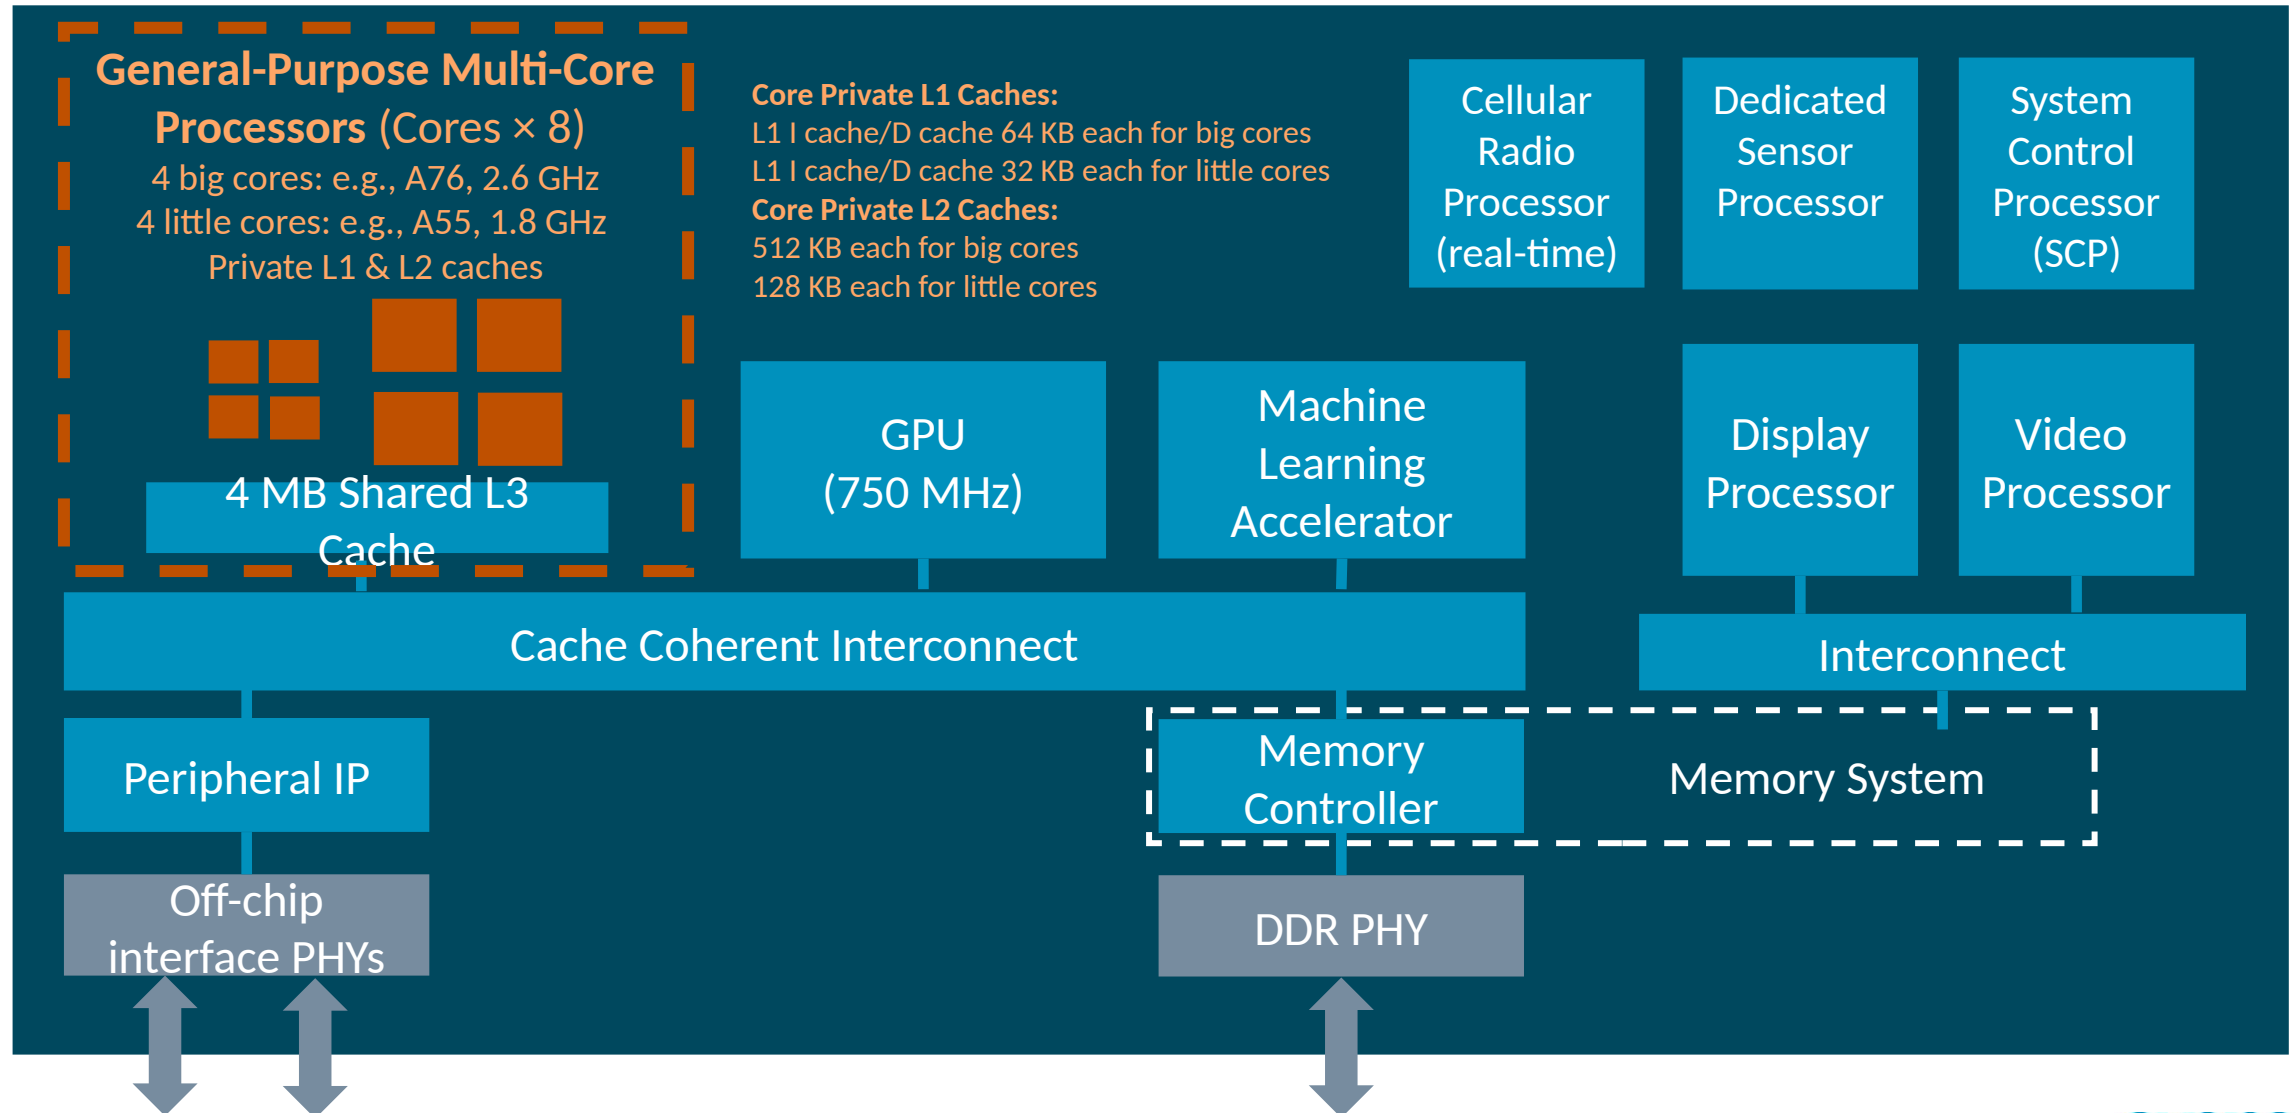 General-Purpose Multi-Core
Processors (Cores × 8)
4 big cores: e.g., A76, 2.6 GHz
4 little cores: e.g., A55, 1.8 GHz
Private L1 & L2 caches
4 MB Shared L3
Cache
Core Private L1 Caches:
L1 I cache/D cache 64 KB each for big cores
L1 I cache/D cache 32 KB each for little cores
Core Private L2 Caches:
512 KB each for big cores
128 KB each for little cores
Cellular
Radio
Processor
(real-time)
Dedicated
Sensor
Processor
System
Control
Processor
(SCP)
GPU
(750 MHz)
Machine
Learning
Accelerator
Display
Processor
Video
Processor
Cache Coherent Interconnect
Interconnect
Peripheral IP
Memory
Controller
Memory System
Off-chip
interface PHYs
DDR PHY